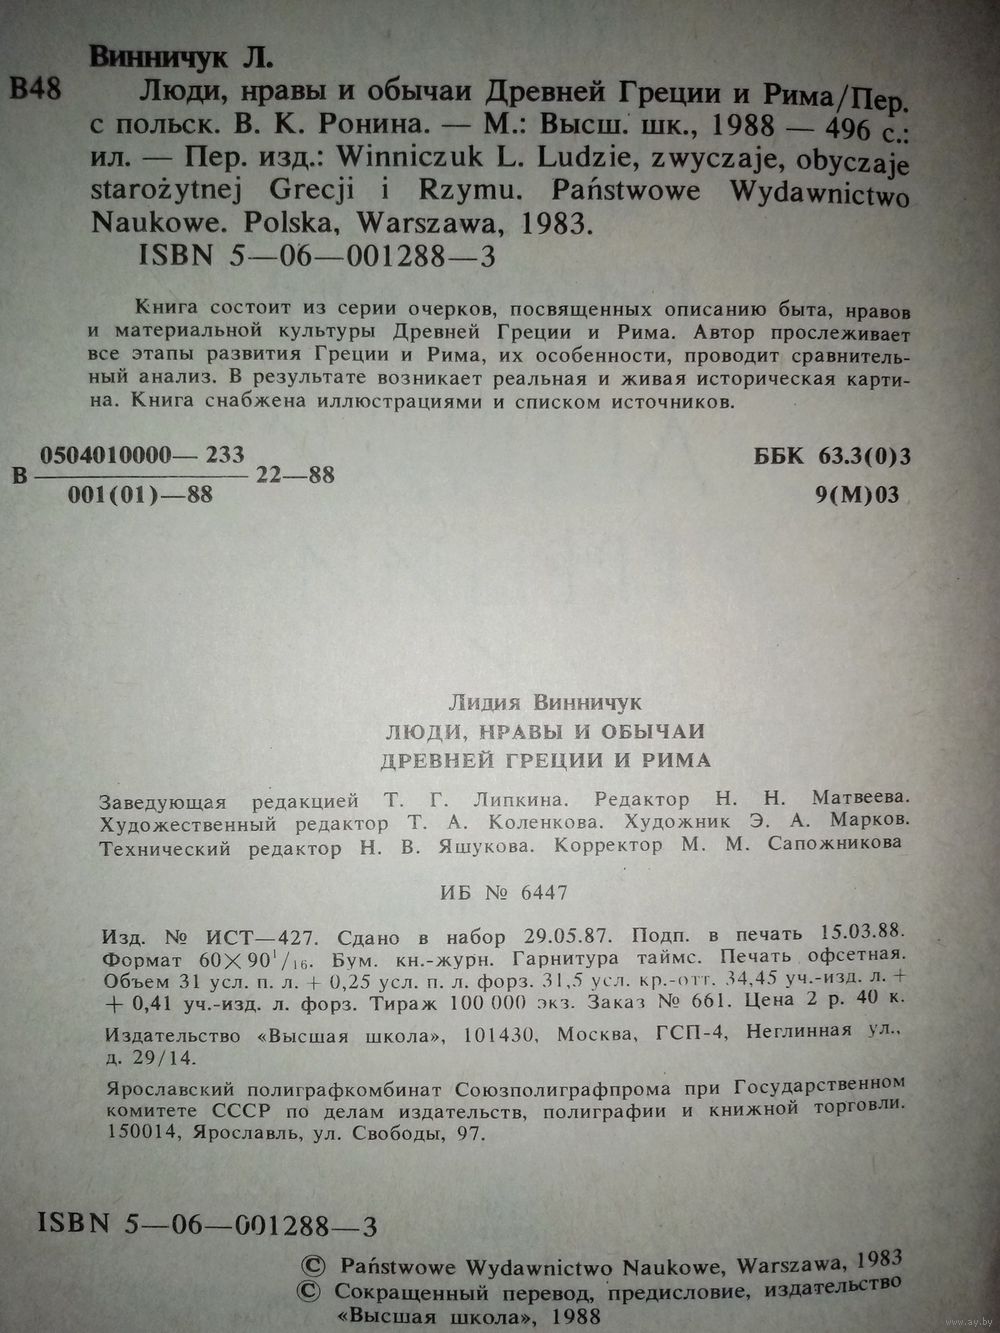 Винничук Л.
В48 Люди, нравы и обычаи Древней Греции и Рима/Пер.
с польск. В. К. Ронина. — М.: Высш. шк., 1988 — 496 с.:
ил. — Пер. изд.: Winniczuk L. Ludzie, zwyczaje, obyczaje
starożytnej Grecji i Rzymu. Państwowe Wydawnictwo
Naukowe. Polska, Warszawa, 1983.
ISBN 5—06—001288—3
Книга состоит из серии очерков, посвященных описанию быта, нравов
и материальной культуры Древней Греции и Рима. Автор прослеживает
все этапы развития Греции и Рима, их особенности, проводит сравнитель-
ный анализ. В результате возникает реальная и живая историческая карти-
на. Книга снабжена иллюстрациями и списком источников.
0504010000— 233
В 22—88
001(01)—88
ББК 63.3(0)3
9(М)03
Лидия Винничук
ЛЮДИ, НРАВЫ И ОБЫЧАИ
ДРЕВНЕЙ ГРЕЦИИ И РИМА
Заведующая редакцией Т. Г. Липкина. Редактор Н. Н. Матвеева.
Художественный редактор Т. А. Коленкова. Художник Э. А. Марков.
Технический редактор Н. В. Яшукова. Корректор М. М. Сапожникова
ИБ № 6447
Изд. № ИСТ—427. Сдано в набор 29.05.87. Подп. в печать 15.03.88.
Формат 60×90¹/₁₆. Бум. кн.-журн. Гарнитура таймс. Печать офсетная.
Объем 31 усл. п. л. + 0,25 усл. п. л. форз. 31,5 усл. кр.-отт. 34,45 уч.-изд. л. +
+ 0,41 уч.-изд. л. форз. Тираж 100 000 экз. Заказ № 661. Цена 2 р. 40 к.
Издательство «Высшая школа», 101430, Москва, ГСП-4, Неглинная ул.,
д. 29/14.
Ярославский полиграфкомбинат Союзполиграфпрома при Государственном
комитете СССР по делам издательств, полиграфии и книжной торговли.
150014, Ярославль, ул. Свободы, 97.
ISBN 5—06—001288—3
© Państwowe Wydawnictwo Naukowe, Warszawa, 1983
© Сокращенный перевод, предисловие, издательство
«Высшая школа», 1988
www.ay.by